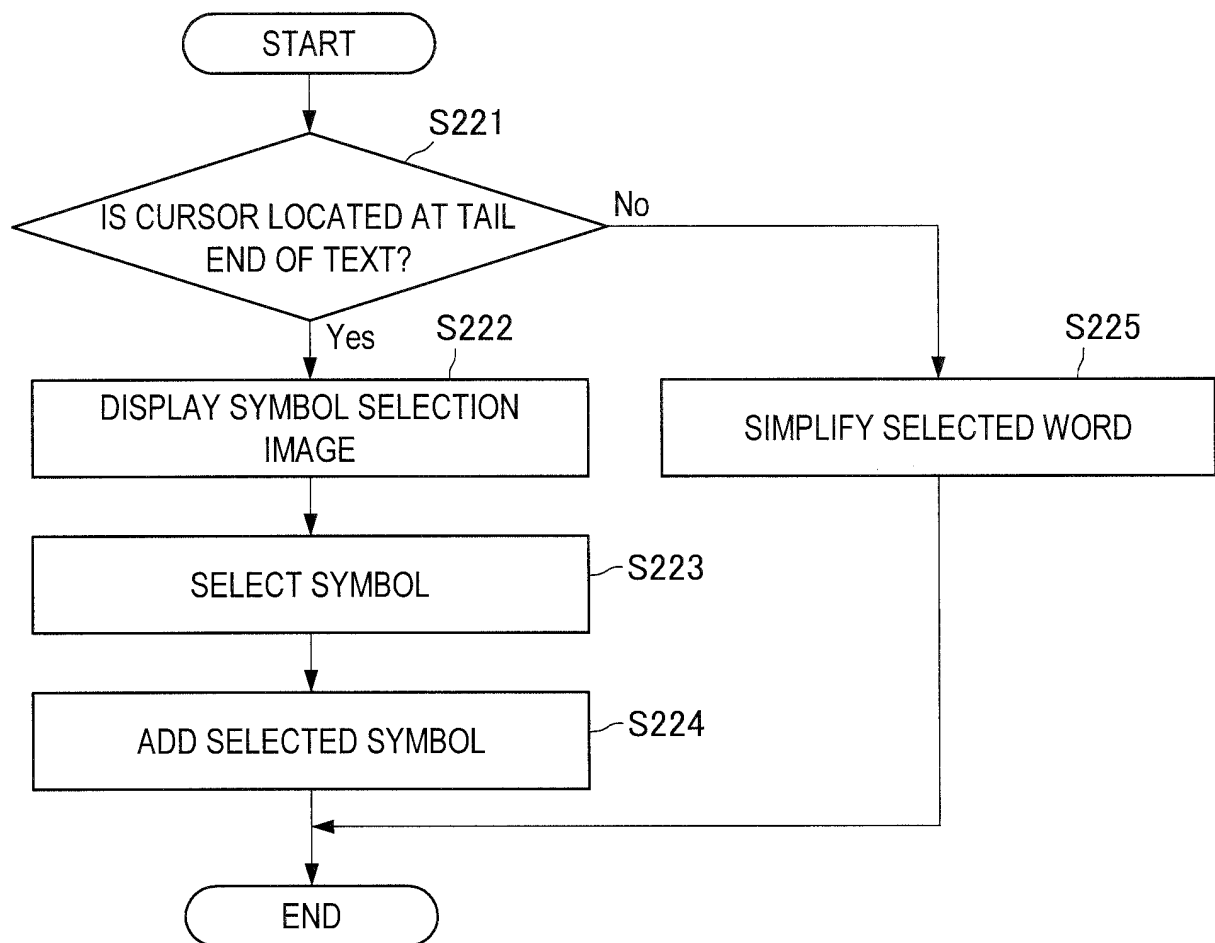 START
S221
IS CURSOR LOCATED AT TAIL
END OF TEXT?
No
Yes
S222
DISPLAY SYMBOL SELECTION
IMAGE
S225
SIMPLIFY SELECTED WORD
SELECT SYMBOL
S223
ADD SELECTED SYMBOL
S224
END